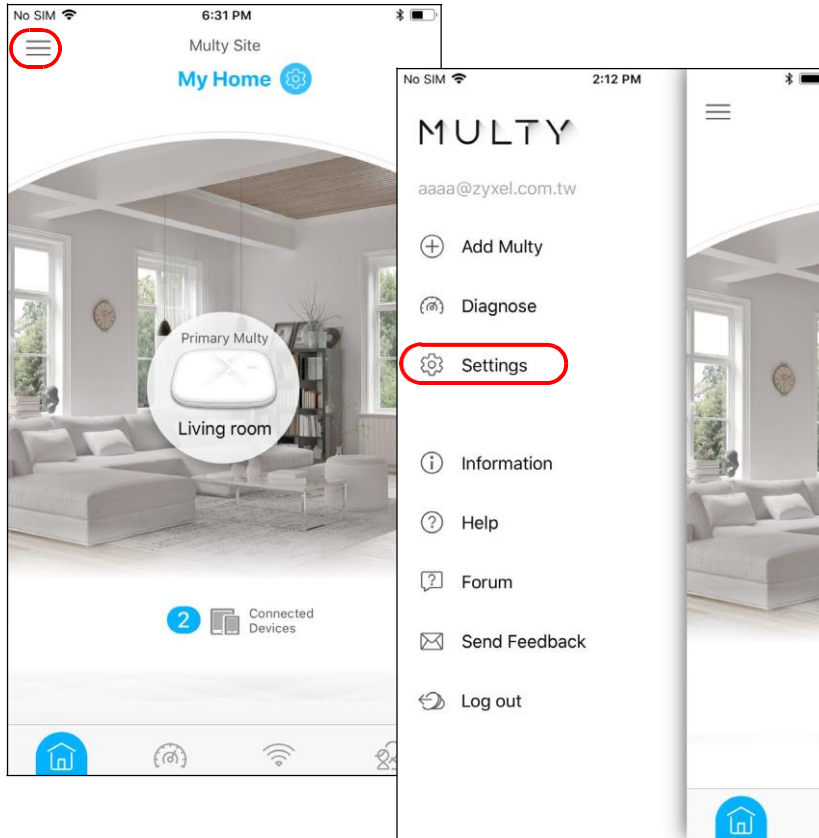 No SIM 6:31 PM
Multy Site
My Home
Primary Multy
Living room
2 Connected
Devices
No SIM 2:12 PM
MULTY
aaaa@zyxel.com.tw
Add Multy
Diagnose
Settings
Information
Help
Forum
Send Feedback
Log out